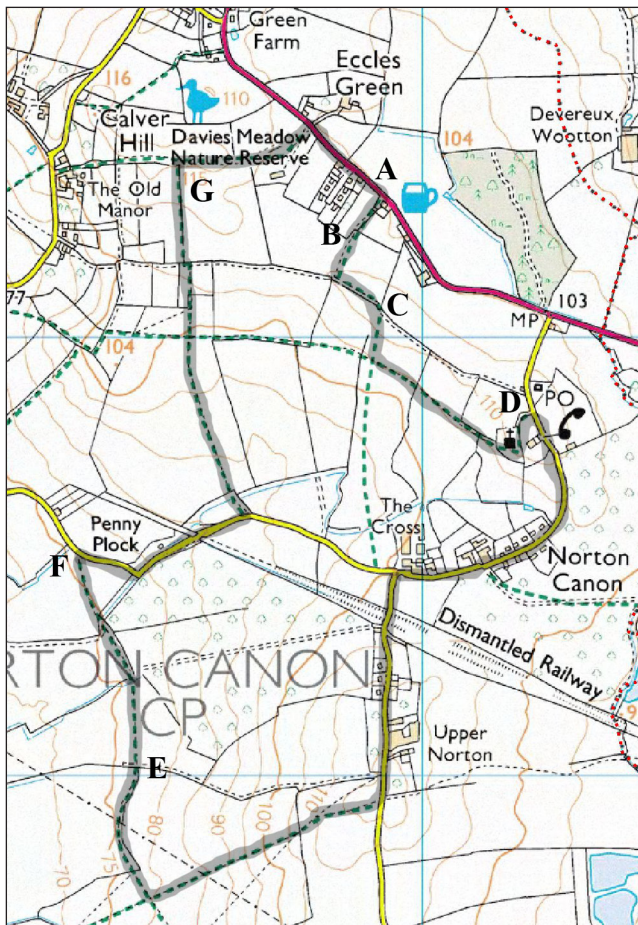 Green
Farm
116
110
Eccles
Green
Calver
Hill
Davies Meadow
Nature Reserve
104
Devereux
Wootton
A
G
115
The Old
Manor
B
77
C
103
MP
104
110
D
PO
Penny
Plock
The
Cross
F
Norton
Canon
Dismantled Railway
RTON CANON
CP
Upper
Norton
E
110
100
90
80
75
70
9